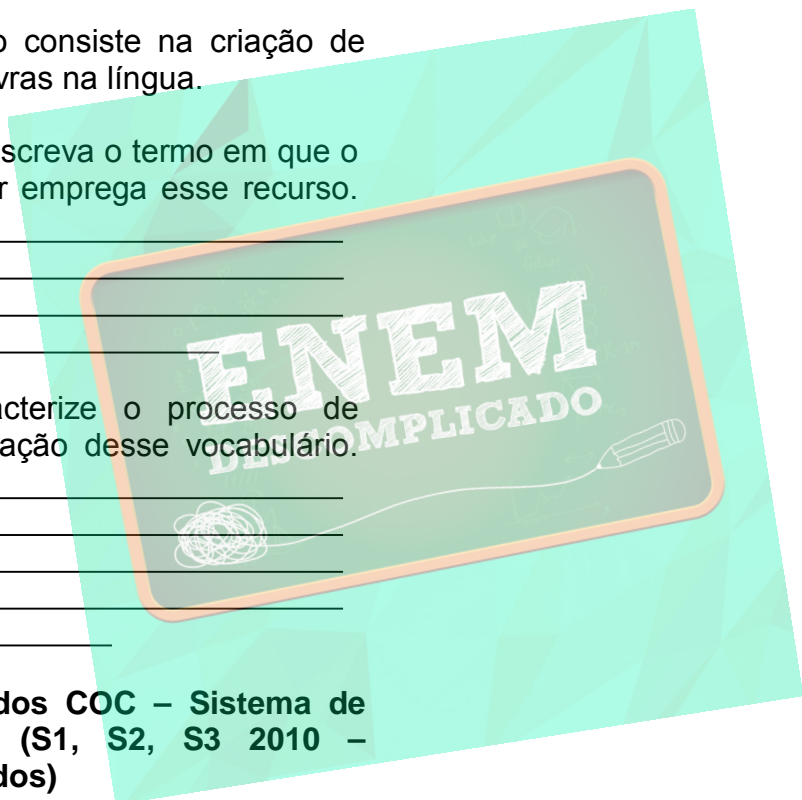 o consiste na criação de
vras na língua.
screva o termo em que o
r emprega esse recurso.
acterize o processo de
ação desse vocabulário.
dos COC – Sistema de
(S1, S2, S3 2010 –
dos)
ENEM
DESCOMPLICADO